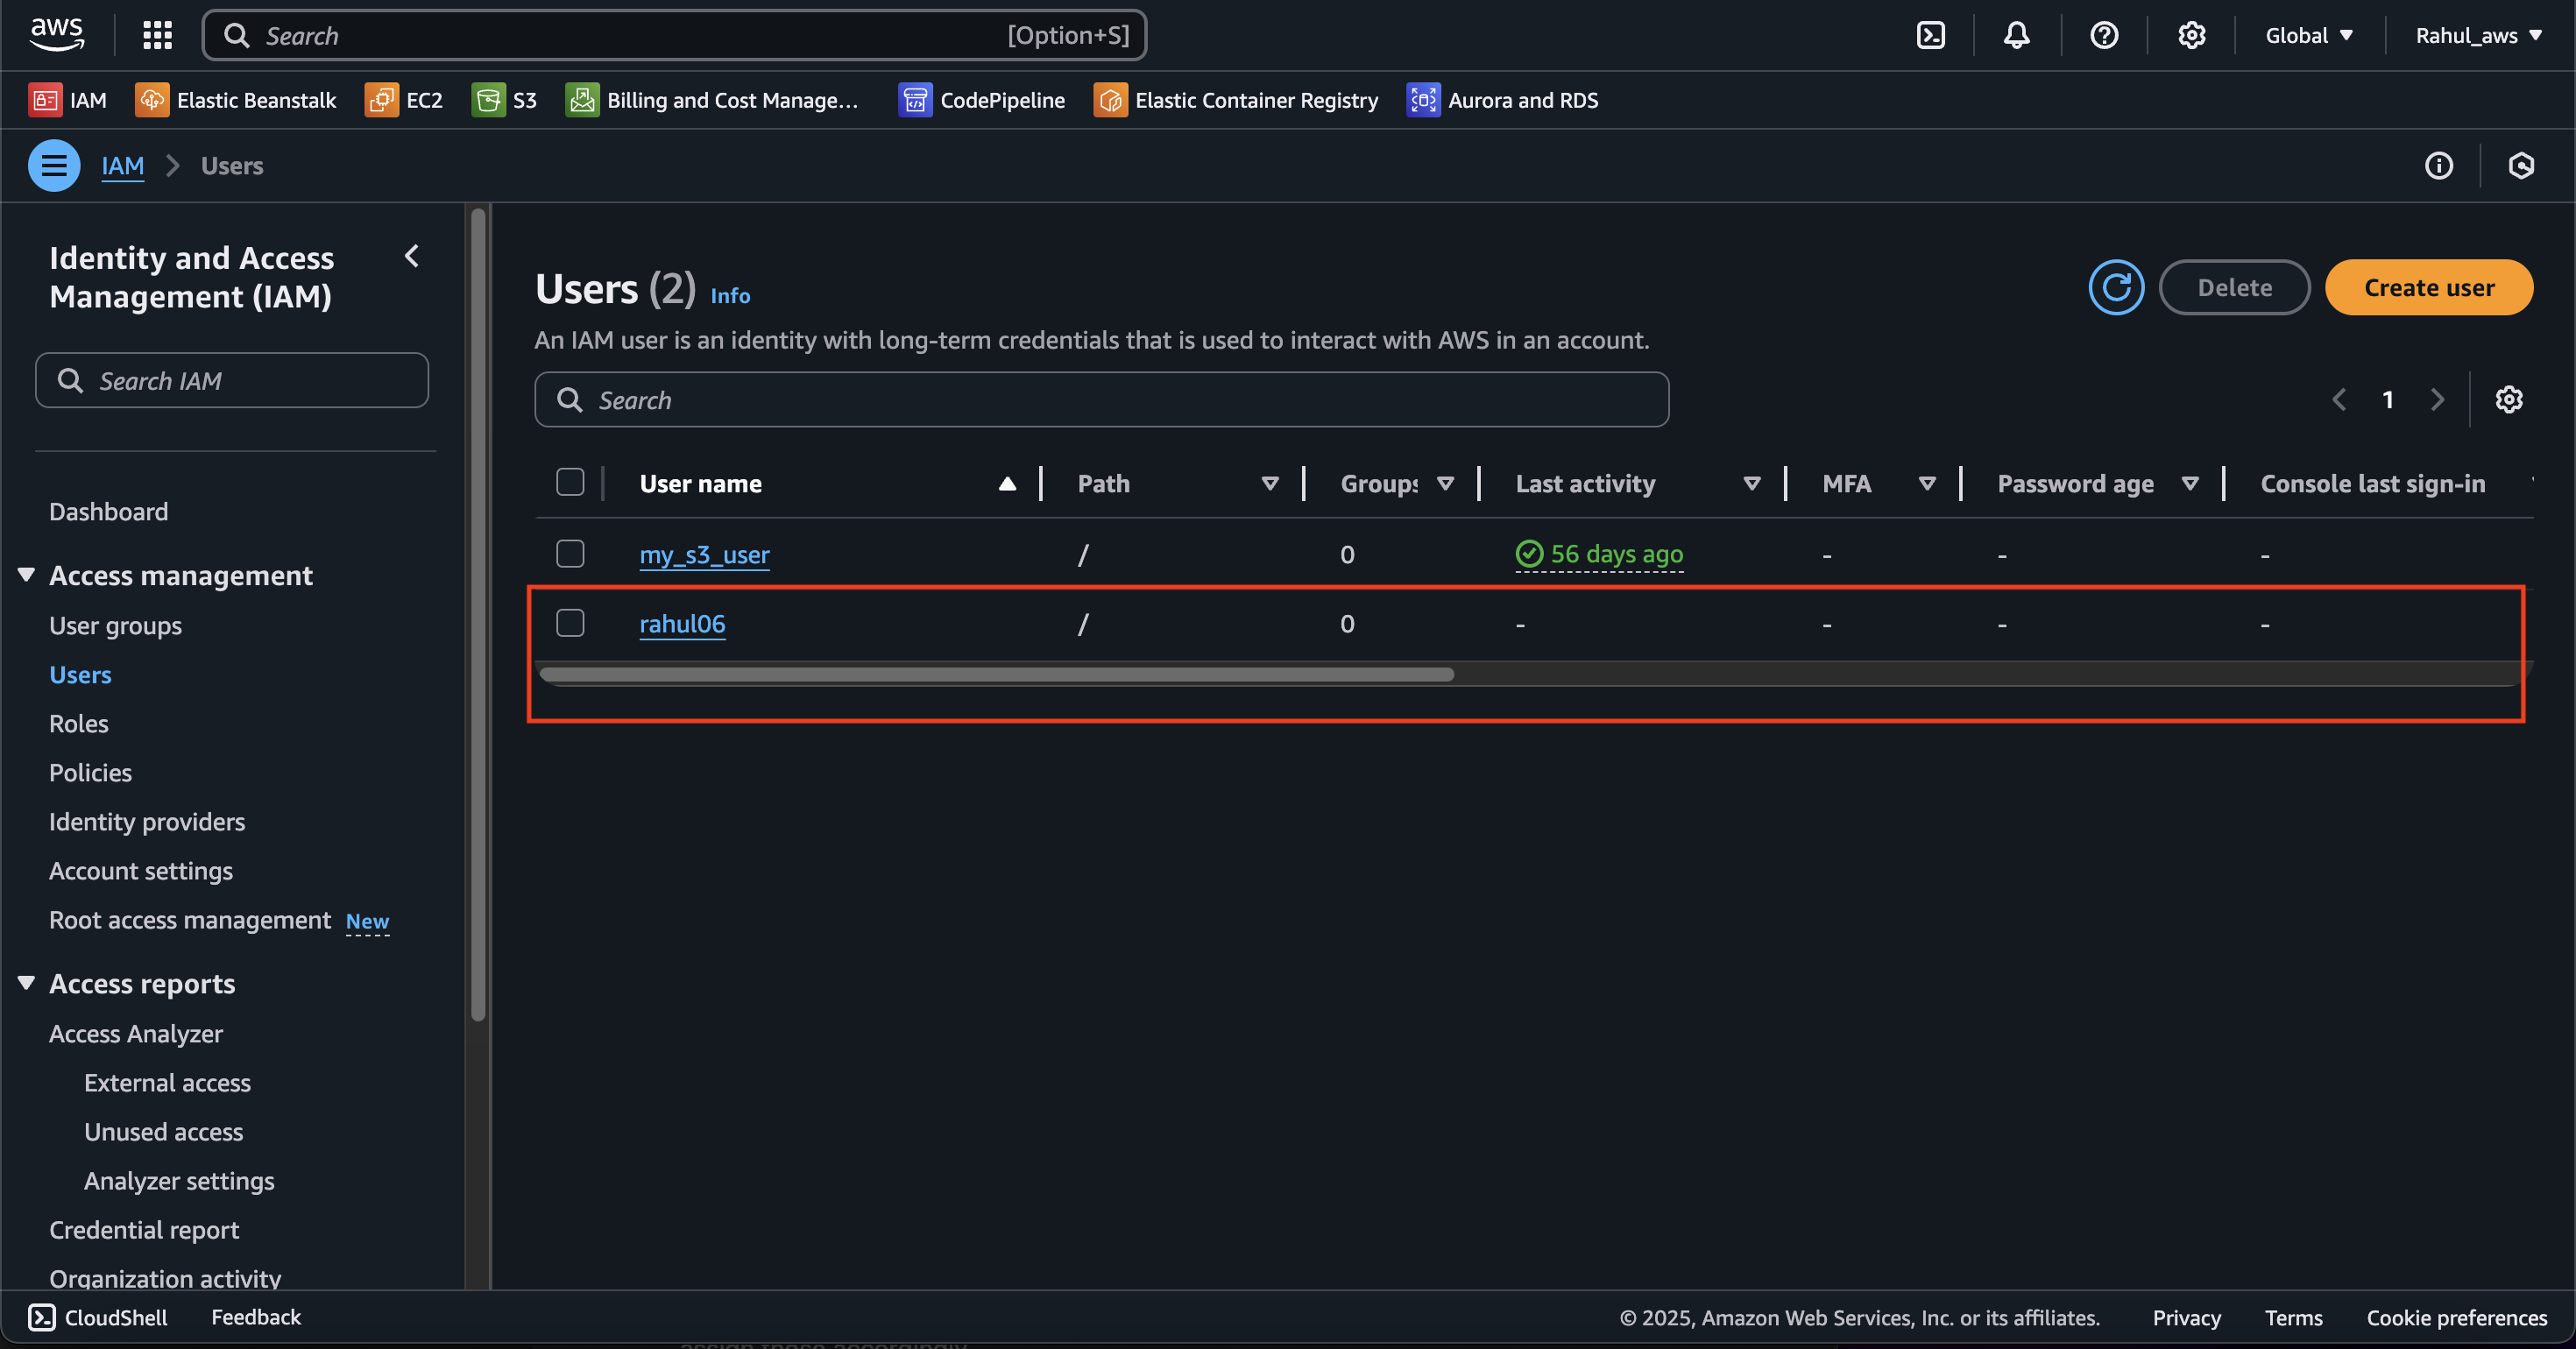 aws Search [Option+S] Global Rahul_aws
IAM Elastic Beanstalk EC2 S3 Billing and Cost Manage... CodePipeline Elastic Container Registry Aurora and RDS
IAM > Users
Identity and Access
Management (IAM)
Search IAM
Dashboard
Access management
User groups
Users
Roles
Policies
Identity providers
Account settings
Root access management New
Access reports
Access Analyzer
External access
Unused access
Analyzer settings
Credential report
Organization activity
Users (2) Info
Delete
Create user
An IAM user is an identity with long-term credentials that is used to interact with AWS in an account.
Search
1
User name Path Groups Last activity MFA Password age Console last sign-in
my_s3_user / 0 56 days ago - - -
rahul06 / 0 - - - -
CloudShell Feedback © 2025, Amazon Web Services, Inc. or its affiliates. Privacy Terms Cookie preferences